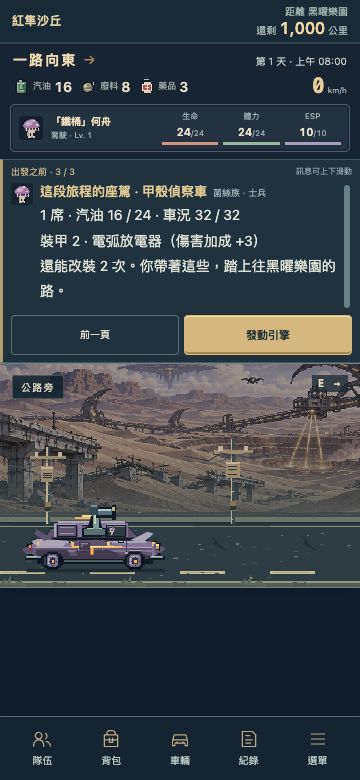 紅隼沙丘
距離 黑曜樂園
還剩 1,000 公里
一路向東 →
第 1 天 · 上午 08:00
汽油 16 廢料 8 藥品 3
0 km/h
「鐵桶」何舟
駕駛 · Lv. 1
生命 體力 ESP
24/24 24/24 10/10
出發之前 · 3 / 3
訊息可上下滑動
這段旅程的座駕 · 甲殼偵察車 菌絲族 · 士兵
1 席 · 汽油 16 / 24 · 車況 32 / 32
裝甲 2 · 電弧放電器（傷害加成 +3）
還能改裝 2 次。你帶著這些，踏上往黑曜樂園的
路。
前一頁
發動引擎
公路旁
E →
隊伍 背包 車輛 紀錄 選單